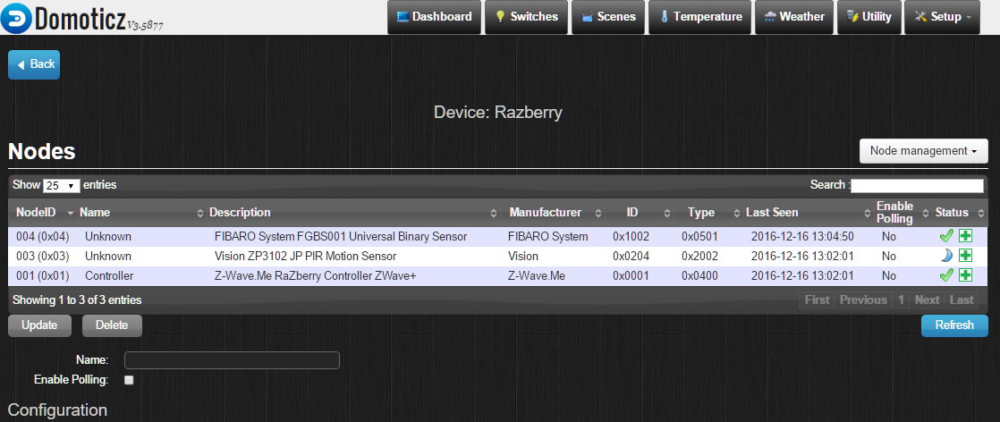 Domoticz V3.5877 Dashboard Switches Scenes Temperature Weather Utility Setup
Back
Device: Razberry
Nodes Node management
Show 25 entries Search :
NodeID Name Description Manufacturer ID Type Last Seen Enable Polling Status
004 (0x04) Unknown FIBARO System FGBS001 Universal Binary Sensor FIBARO System 0x1002 0x0501 2016-12-16 13:04:50 No
003 (0x03) Unknown Vision ZP3102 JP PIR Motion Sensor Vision 0x0204 0x2002 2016-12-16 13:02:01 No
001 (0x01) Controller Z-Wave.Me RaZberry Controller ZWave+ Z-Wave.Me 0x0001 0x0400 2016-12-16 13:02:01 No
Showing 1 to 3 of 3 entries First Previous 1 Next Last
Update Delete Refresh
Name:
Enable Polling:
Configuration